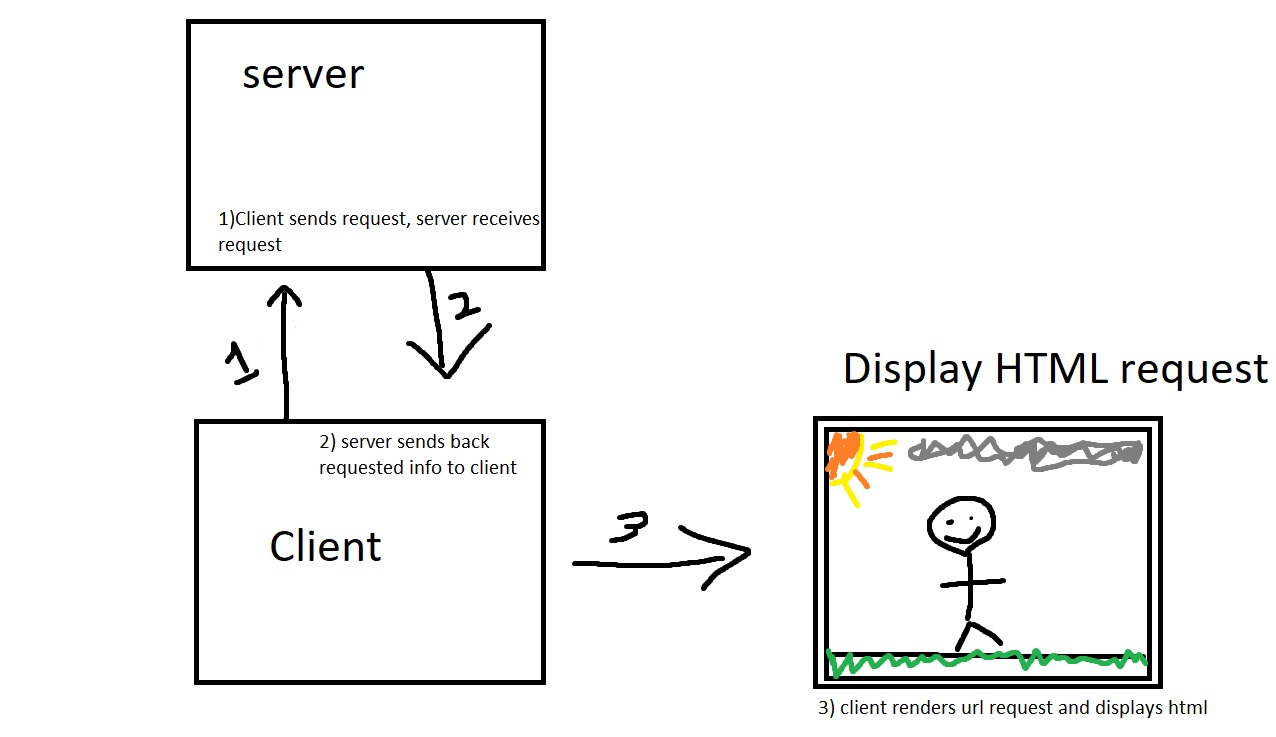 server
1)Client sends request, server receives
request
1
2
2) server sends back
requested info to client
Client
3
Display HTML request
3) client renders url request and displays html